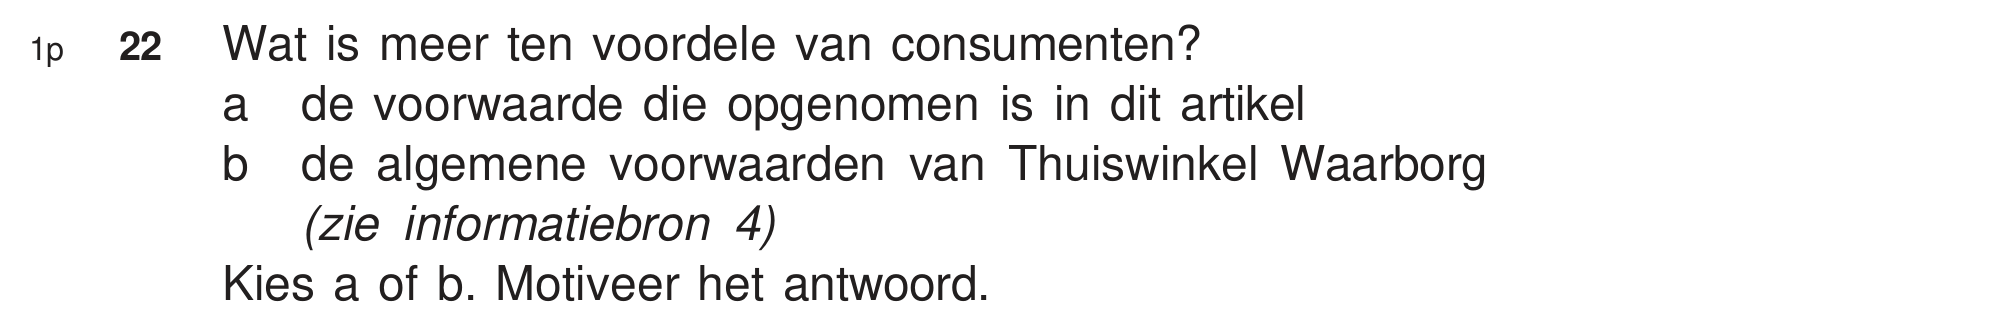 1p 22 Wat is meer ten voordele van consumenten?
a de voorwaarde die opgenomen is in dit artikel
b de algemene voorwaarden van Thuiswinkel Waarborg
(zie informatiebron 4)
Kies a of b. Motiveer het antwoord.